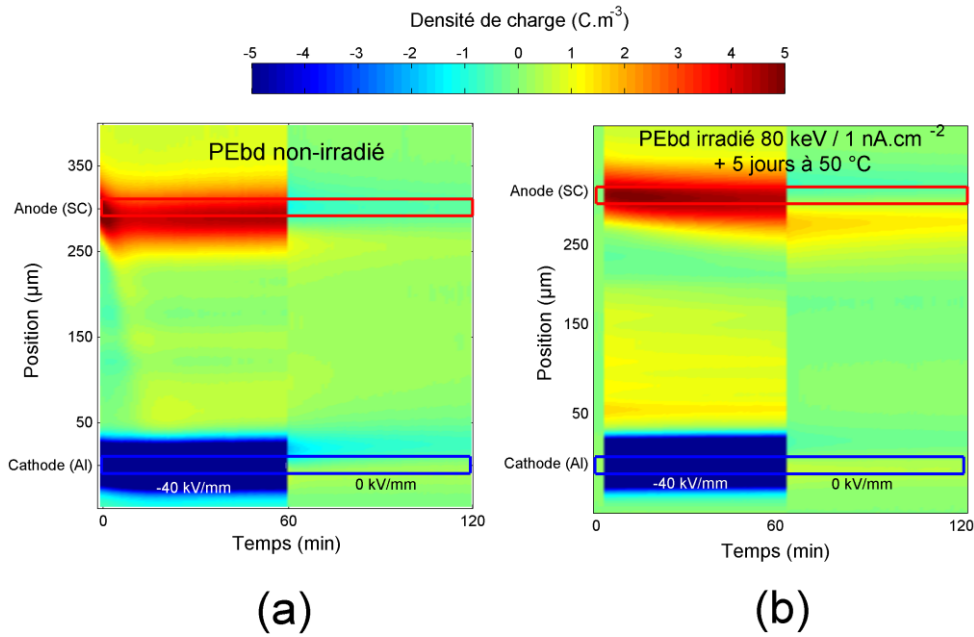 Densité de charge (C.m⁻³)
-5 -4 -3 -2 -1 0 1 2 3 4 5
PEbd non-irradié
350
Anode (SC)
250
150
50
Cathode (Al)
Position (µm)
-40 kV/mm 0 kV/mm
0 60 120
Temps (min)
(a)
PEbd irradié 80 keV / 1 nA.cm ⁻²
+ 5 jours à 50 °C
Anode (SC)
250
150
50
Cathode (Al)
Position (µm)
-40 kV/mm 0 kV/mm
0 60 120
Temps (min)
(b)